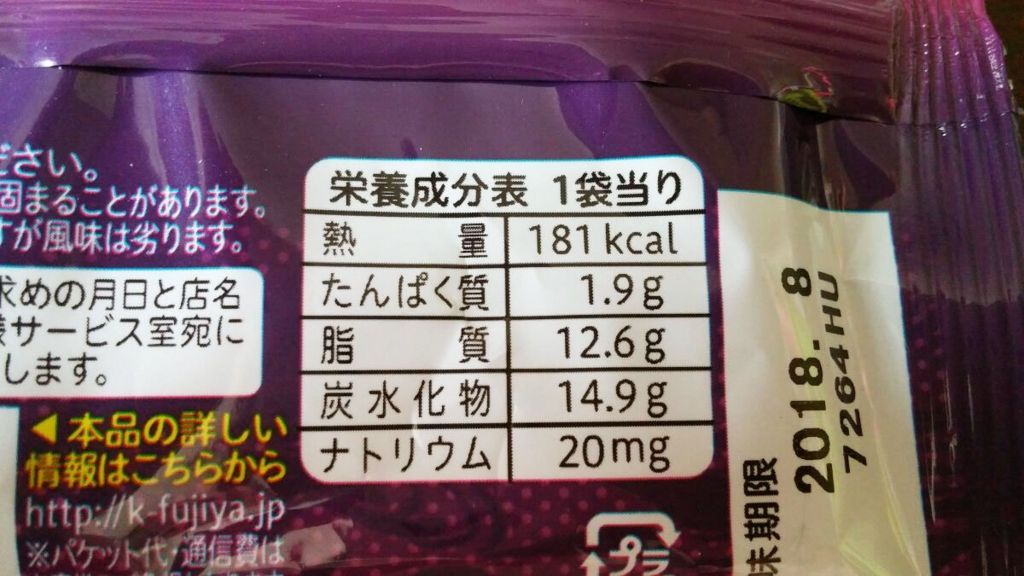 ださい。
固まることがあります。
すが風味は劣ります。
求めの月日と店名
様サービス室宛に
します。
◀本品の詳しい
情報はこちらから
http://k-fujiya.jp
※パケット代・通信費は
栄養成分表 1袋当り
熱量 181kcal
たんぱく質 1.9g
脂質 12.6g
炭水化物 14.9g
ナトリウム 20mg
プラ
味期限
2018. 8
7264HU